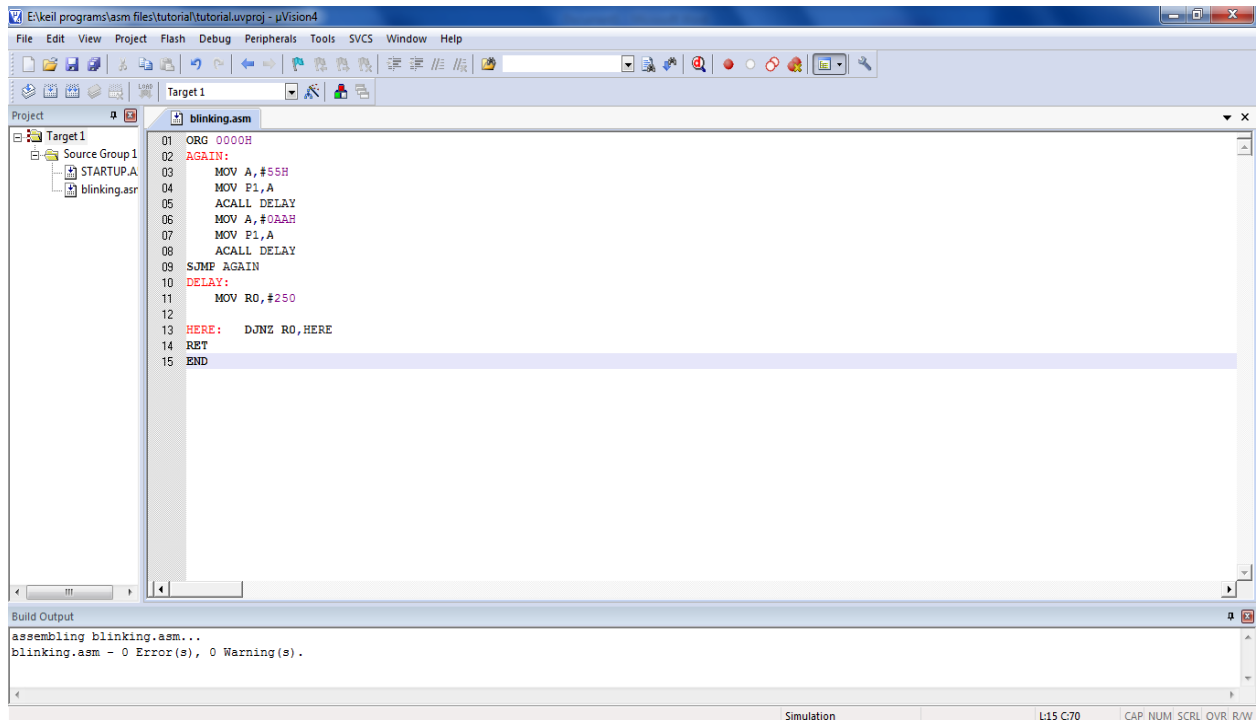 E:\keil programs\asm files\tutorial\tutorial.uvproj - µVision4
File Edit View Project Flash Debug Peripherals Tools SVCS Window Help
LOAD Target 1
Project
blinking.asm
Target 1
Source Group 1
STARTUP.A
blinking.asr
01 ORG 0000H
02 AGAIN:
03 MOV A,#55H
04 MOV P1,A
05 ACALL DELAY
06 MOV A,#0AAH
07 MOV P1,A
08 ACALL DELAY
09 SJMP AGAIN
10 DELAY:
11 MOV R0,#250
12
13 HERE: DJNZ R0,HERE
14 RET
15 END
Build Output
assembling blinking.asm...
blinking.asm - 0 Error(s), 0 Warning(s).
Simulation L:15 C:70 CAP NUM SCRL OVR R/W